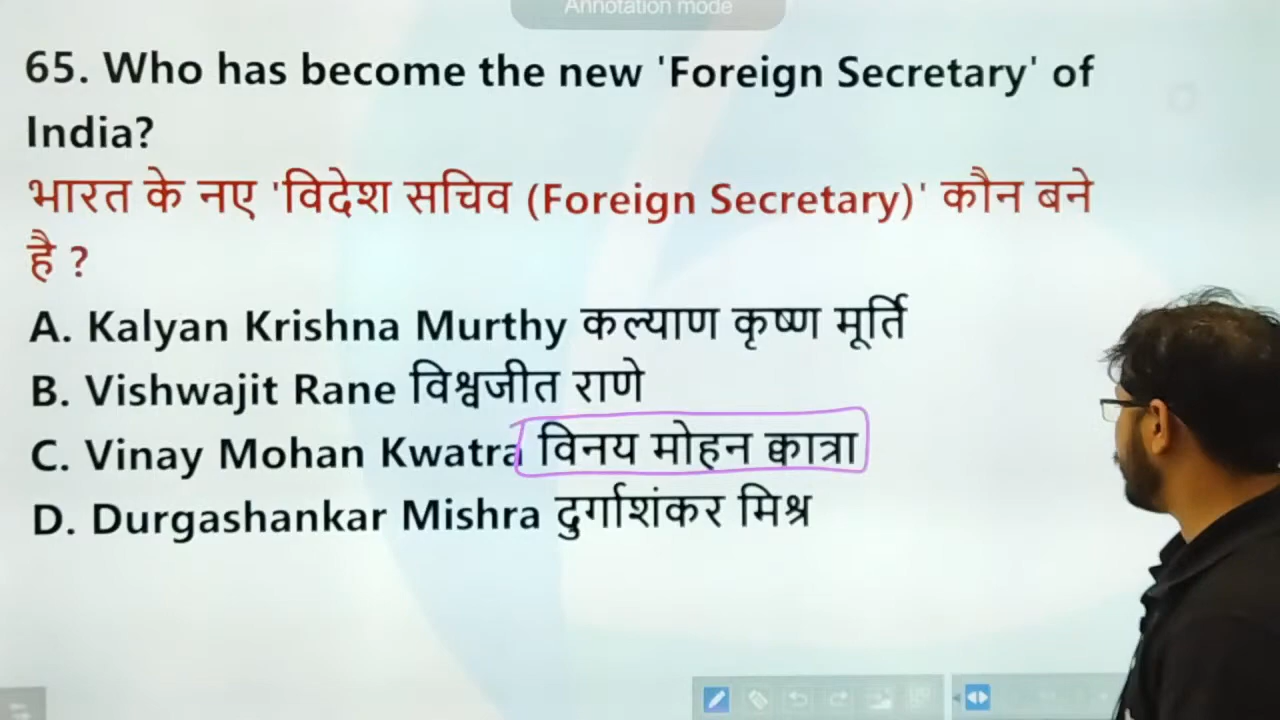 Annotation mode
65. Who has become the new 'Foreign Secretary' of
India?
भारत के नए 'विदेश सचिव (Foreign Secretary)' कौन बने
है ?
A. Kalyan Krishna Murthy कल्याण कृष्ण मूर्ति
B. Vishwajit Rane विश्वजीत राणे
C. Vinay Mohan Kwatra विनय मोहन क्वात्रा
D. Durgashankar Mishra दुर्गाशंकर मिश्र